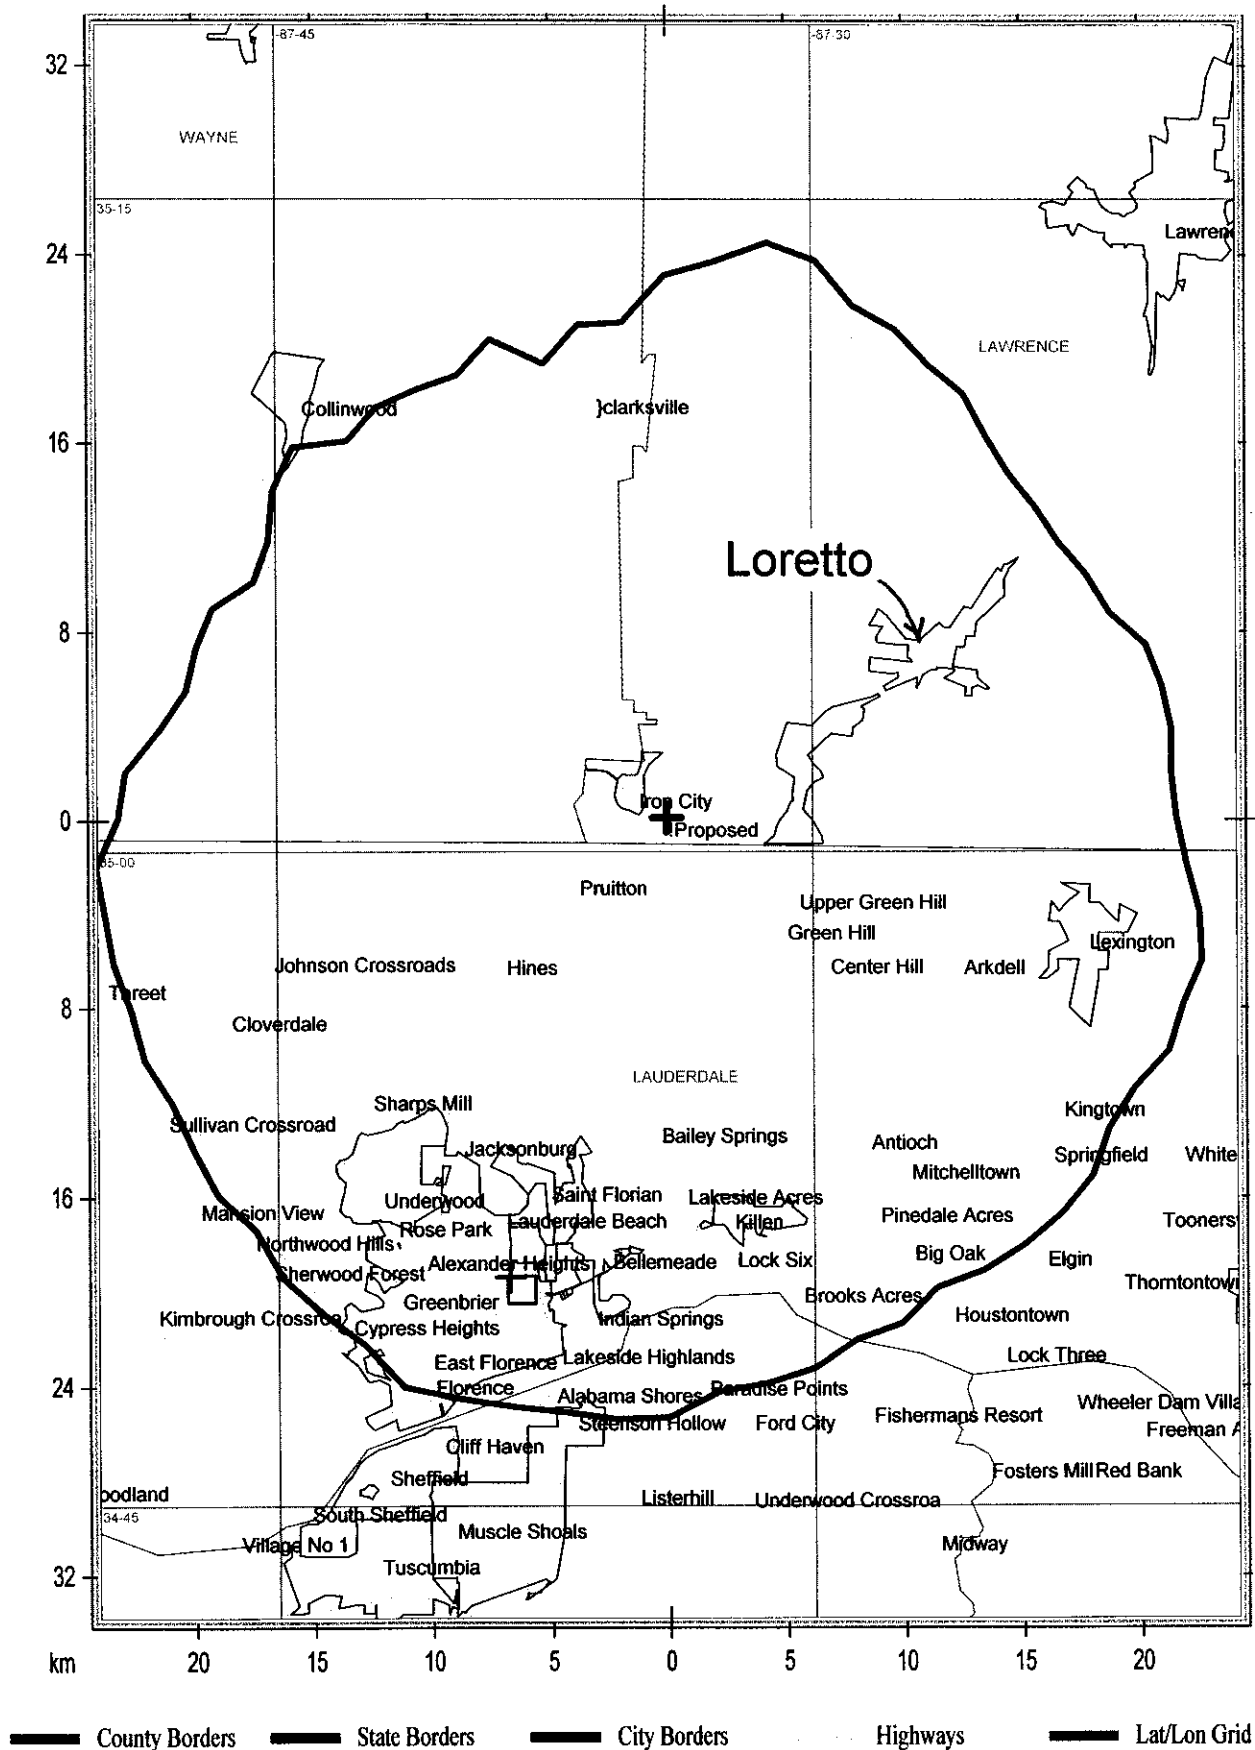 -87-45
-87-30
32
WAYNE
35-15
Lawren
24
LAWRENCE
Collinwood
}clarksville
16
Loretto
8
Iron City
0
Proposed
35-00
Pruitton
Upper Green Hill
Green Hill
Lexington
Johnson Crossroads
Hines
Center Hill
Arkdell
Threet
8
Cloverdale
LAUDERDALE
Sharps Mill
Kingtown
Sullivan Crossroad
Bailey Springs
Antioch
Jacksonburg
Springfield
White
Mitchelltown
Underwood
Saint Florian
Lakeside Acres
16
Mansion View
Pinedale Acres
Rose Park
Lauderdale Beach
Killen
Tooners
Northwood Hills
Alexander Heights
Bellemeade
Lock Six
Big Oak
Elgin
Sherwood Forest
Thorntontown
Greenbrier
Brooks Acres
Kimbrough Crossroa
Indian Springs
Houstontown
Cypress Heights
East Florence
Lakeside Highlands
Lock Three
24
Florence
Alabama Shores
Paradise Points
Wheeler Dam Villa
Steenson Hollow
Ford City
Fishermans Resort
Freeman A
Cliff Haven
Sheffield
Fosters Mill
Red Bank
oodland
Listerhill
Underwood Crossroa
34-45
South Sheffield
Village No 1
Muscle Shoals
Midway
Tuscumbia
32
km
20
15
10
5
0
5
10
15
20
County Borders
State Borders
City Borders
Highways
Lat/Lon Grid